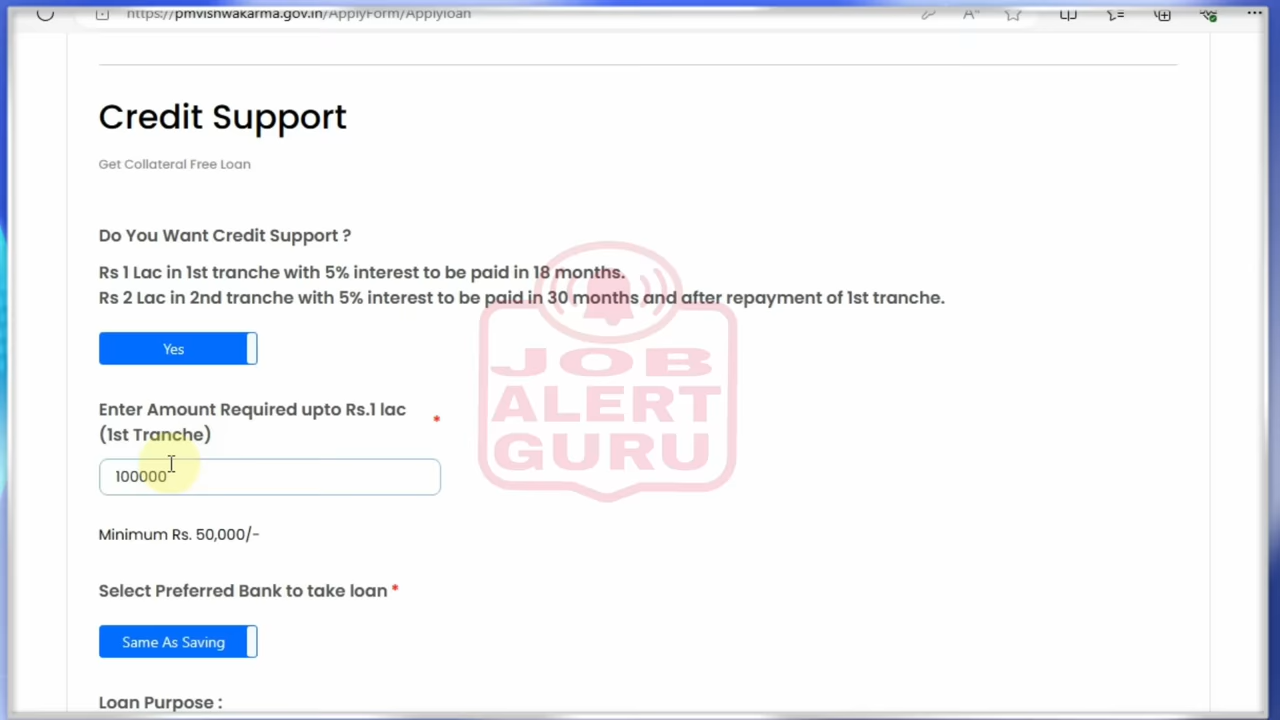 https://pmvishwakarma.gov.in/ApplyForm/Applyloan
Credit Support
Get Collateral Free Loan
Do You Want Credit Support ?
Rs 1 Lac in 1st tranche with 5% interest to be paid in 18 months.
Rs 2 Lac in 2nd tranche with 5% interest to be paid in 30 months and after repayment of 1st tranche.
Yes
Enter Amount Required upto Rs.1 lac *
(1st Tranche)
100000
Minimum Rs. 50,000/-
Select Preferred Bank to take loan *
Same As Saving
Loan Purpose :
JOB
ALERT
GURU